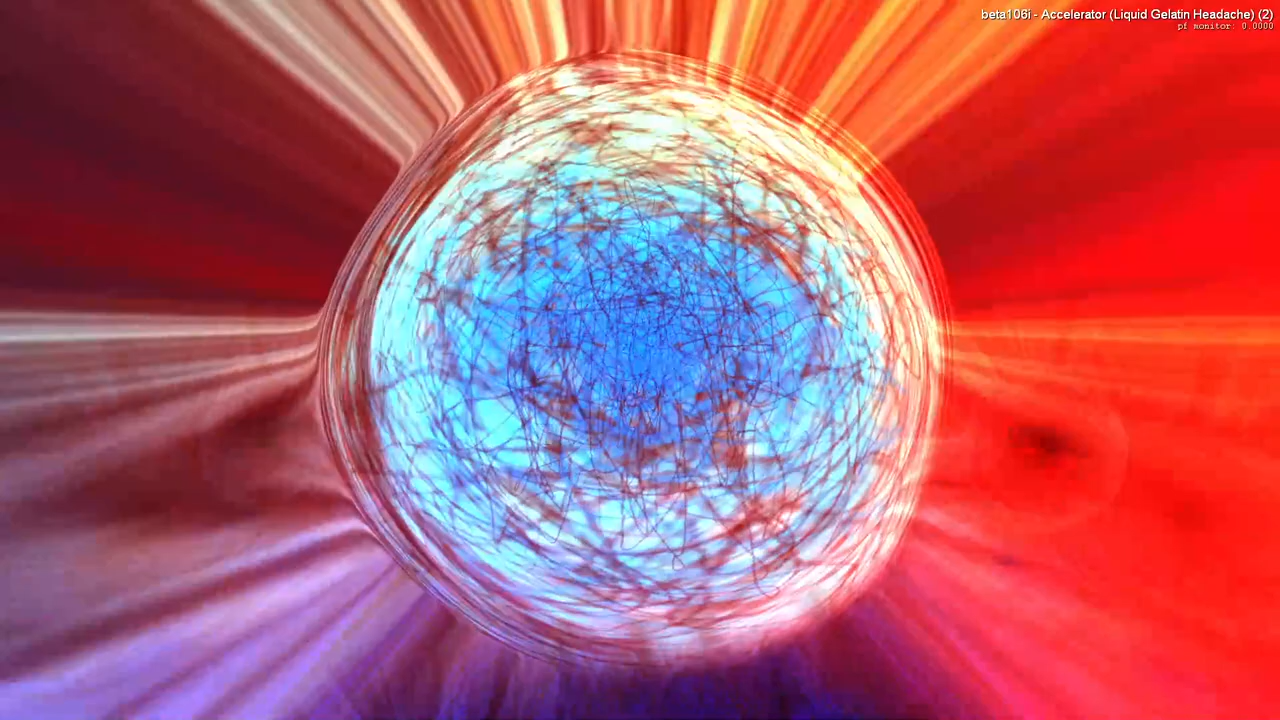 beta106i - Accelerator (Liquid Gelatin Headache) (2)
pf monitor: 0.0000